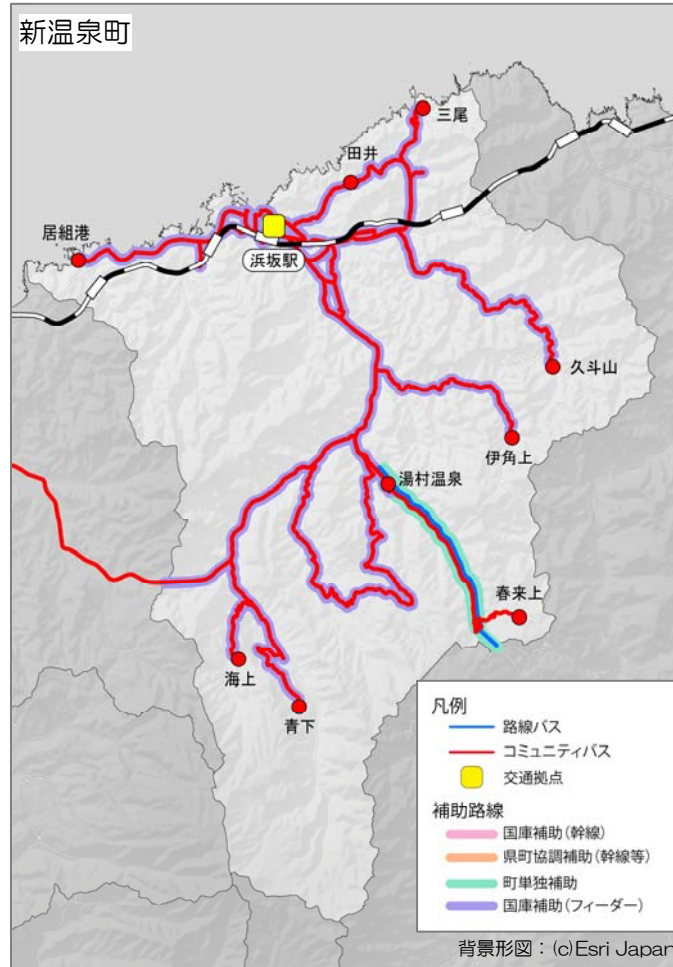 新温泉町
三尾
田井
居組港
浜坂駅
久斗山
伊角上
湯村温泉
春来上
海上
青下
凡例
路線バス
コミュニティバス
交通拠点
補助路線
国庫補助(幹線)
県町協調補助(幹線等)
町単独補助
国庫補助(フィーダー)
背景形図：(c)Esri Japan